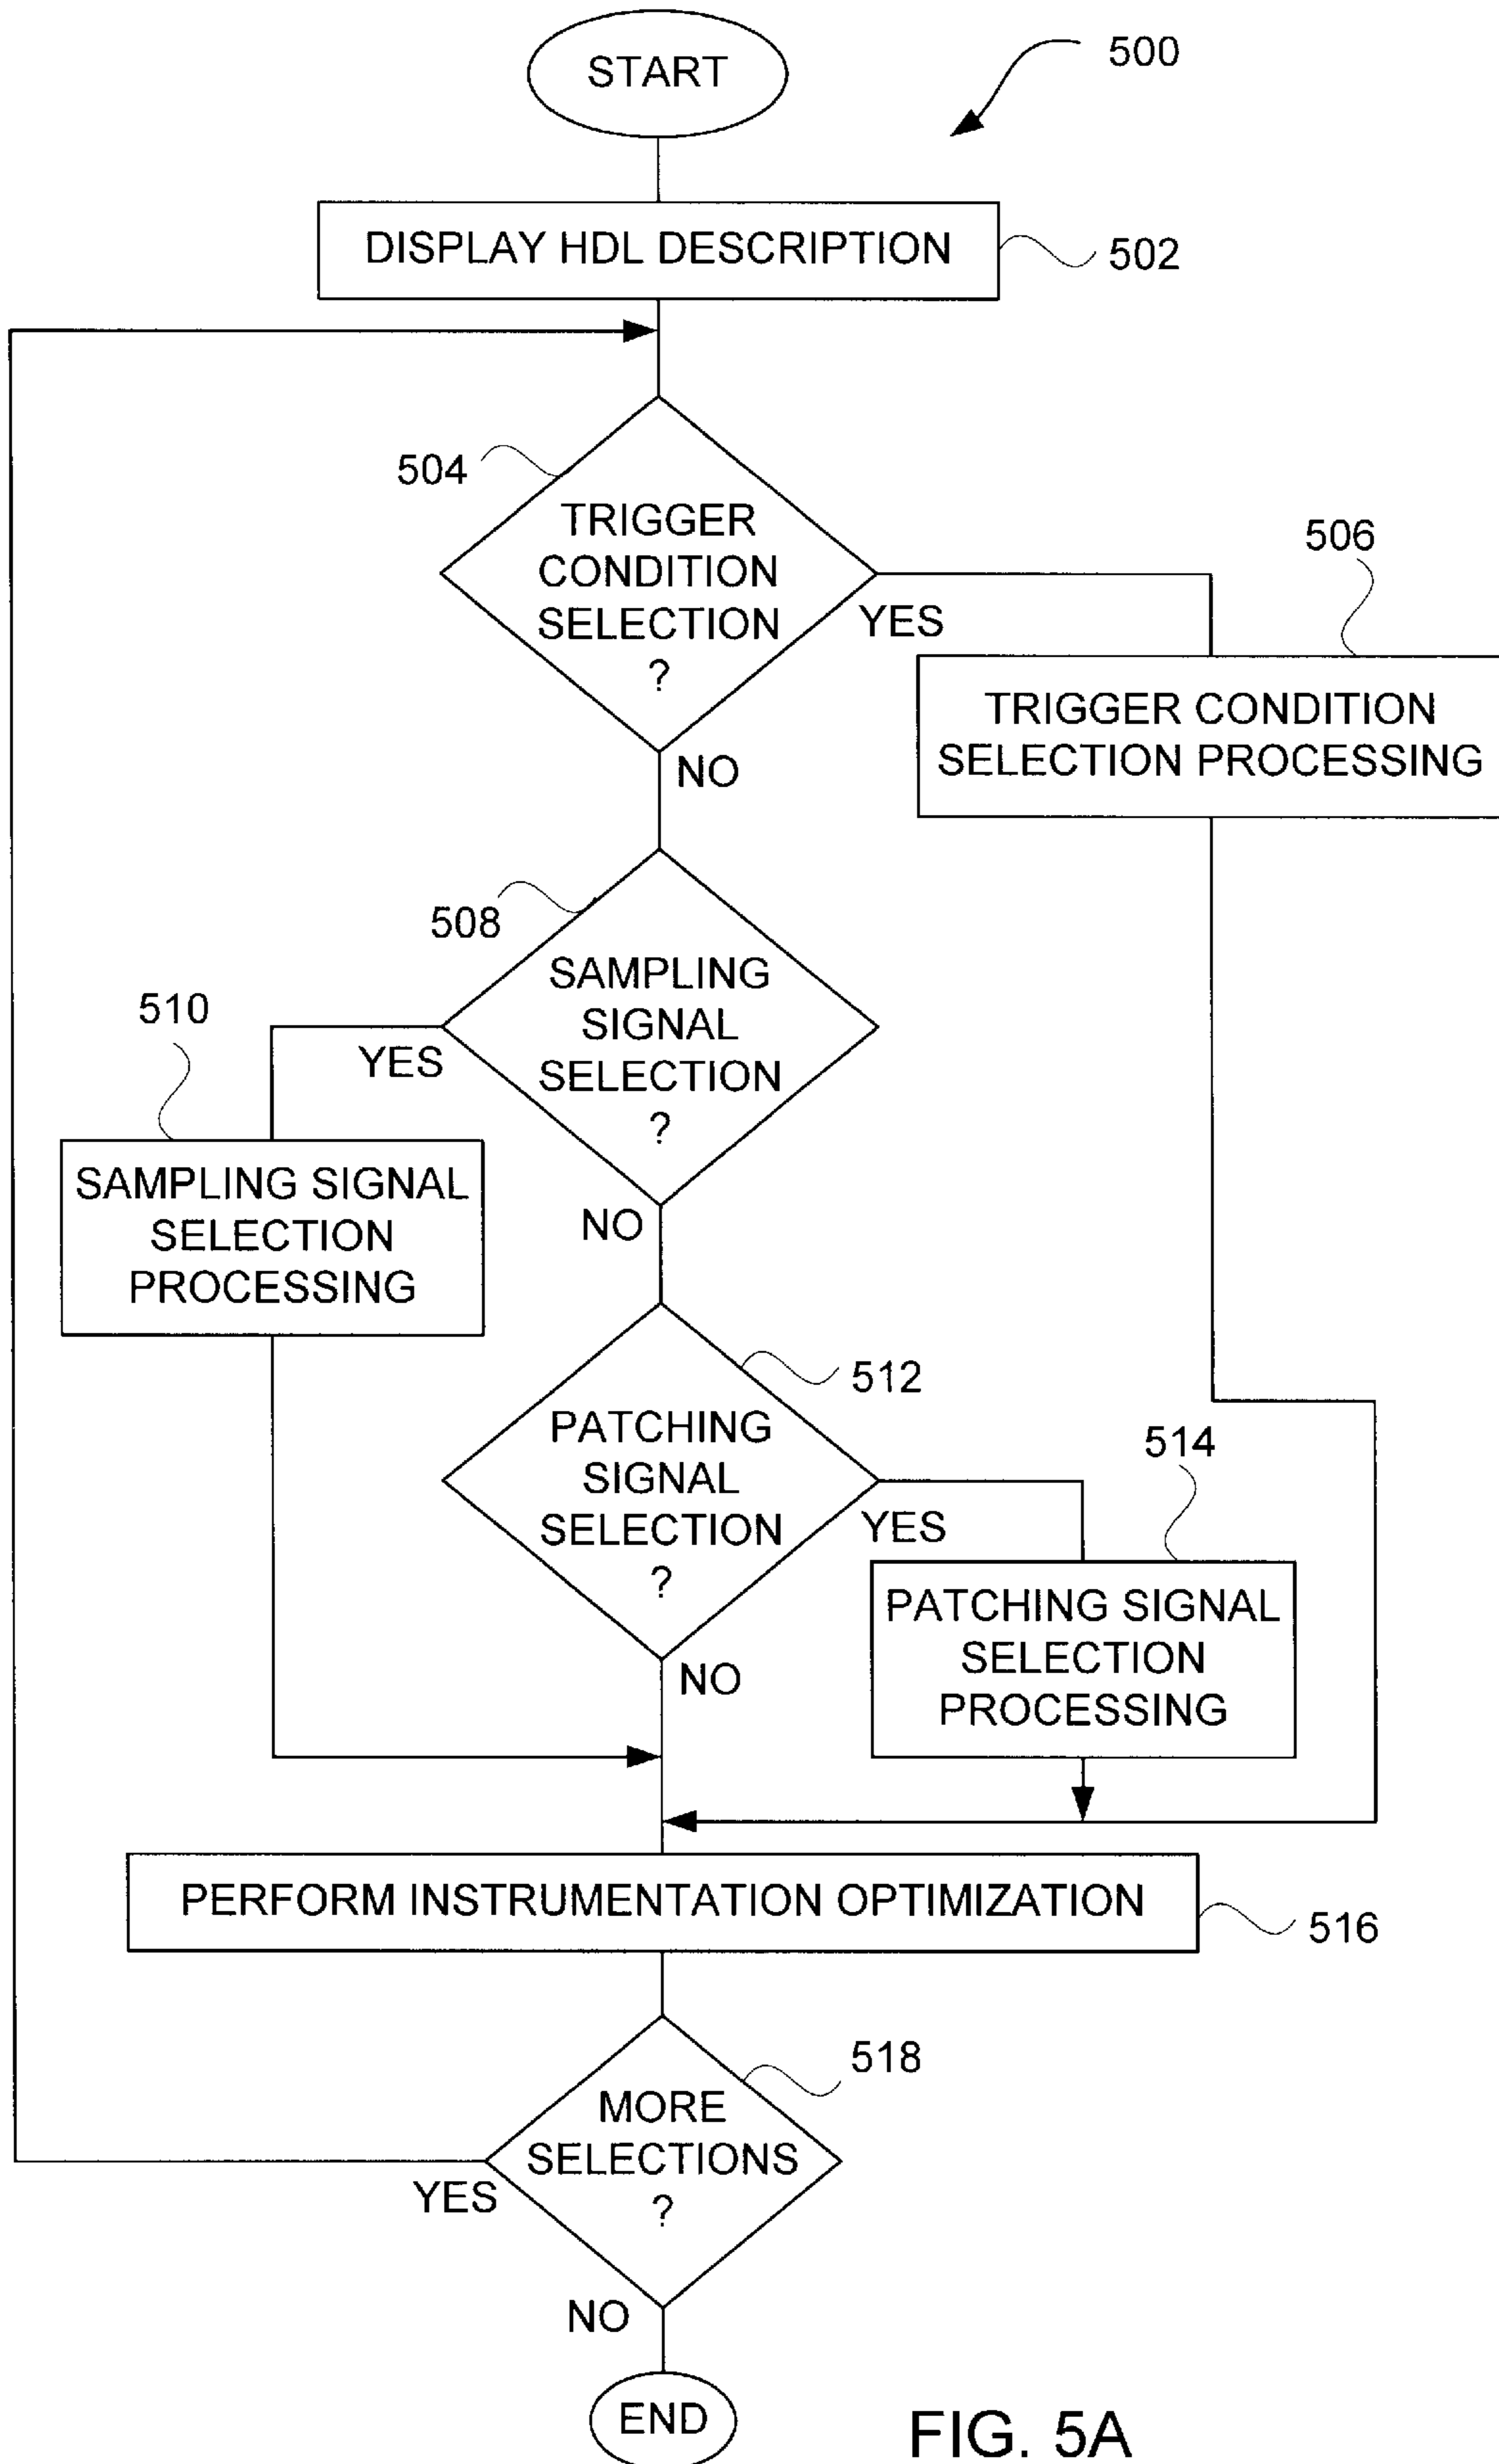 START
500
DISPLAY HDL DESCRIPTION
502
504
TRIGGER
CONDITION
SELECTION
?
YES
NO
506
TRIGGER CONDITION
SELECTION PROCESSING
508
SAMPLING
SIGNAL
SELECTION
?
YES
NO
510
SAMPLING SIGNAL
SELECTION
PROCESSING
512
PATCHING
SIGNAL
SELECTION
?
YES
NO
514
PATCHING SIGNAL
SELECTION
PROCESSING
PERFORM INSTRUMENTATION OPTIMIZATION
516
518
MORE
SELECTIONS
?
YES
NO
END
FIG. 5A